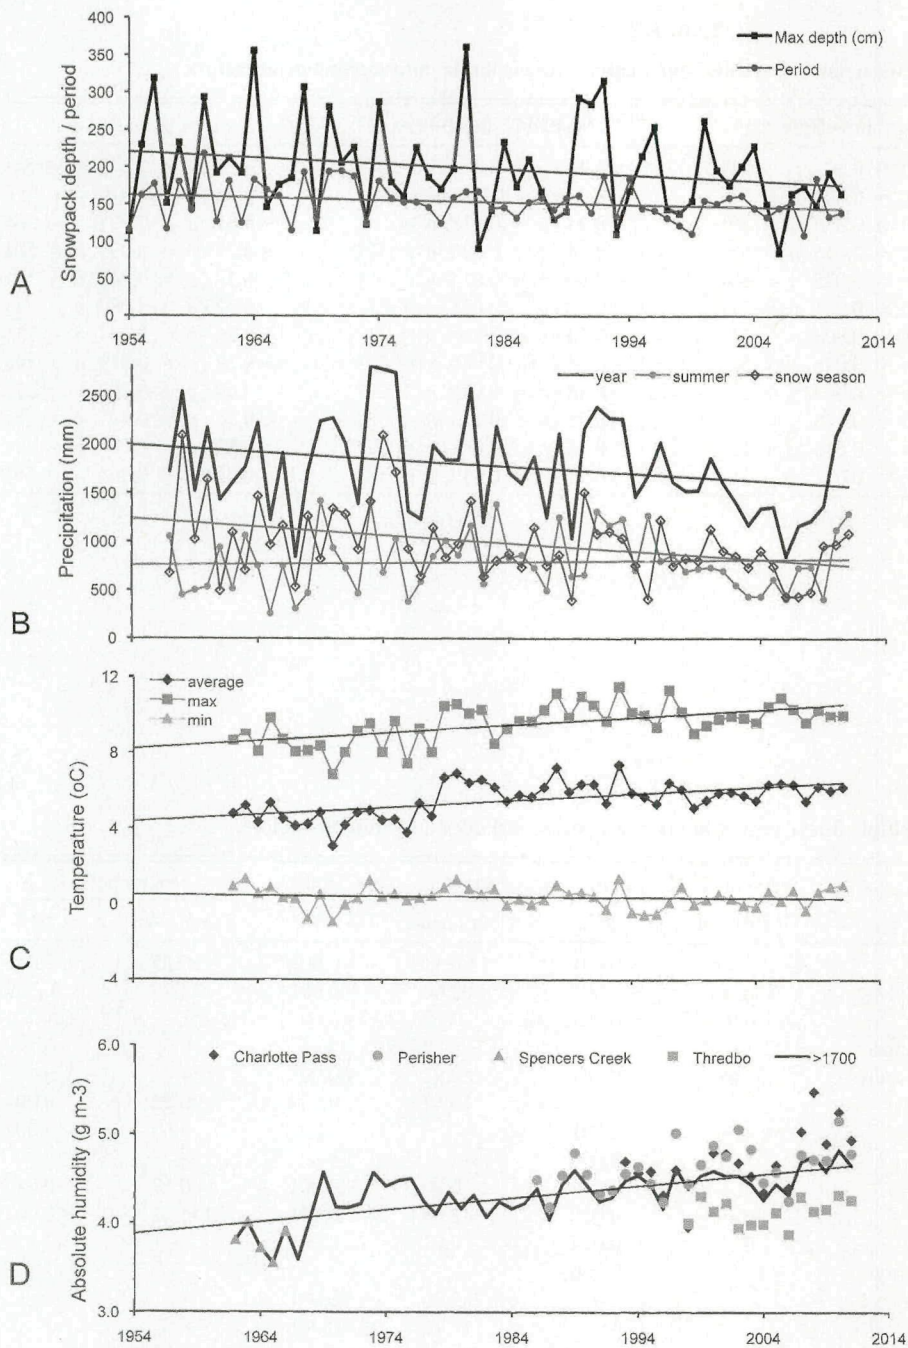 400
350
300
250
200
150
100
50
0
Snowpack depth / period
Max depth (cm)
Period
A
1954 1964 1974 1984 1994 2004 2014
2500
2000
1500
1000
500
0
Precipitation (mm)
year summer snow season
B
12
8
4
0
-4
Temperature (oC)
average
max
min
C
6.0
5.0
4.0
3.0
Absolute humidity (g m-3)
Charlotte Pass Perisher Spencers Creek Thredbo >1700
D
1954 1964 1974 1984 1994 2004 2014